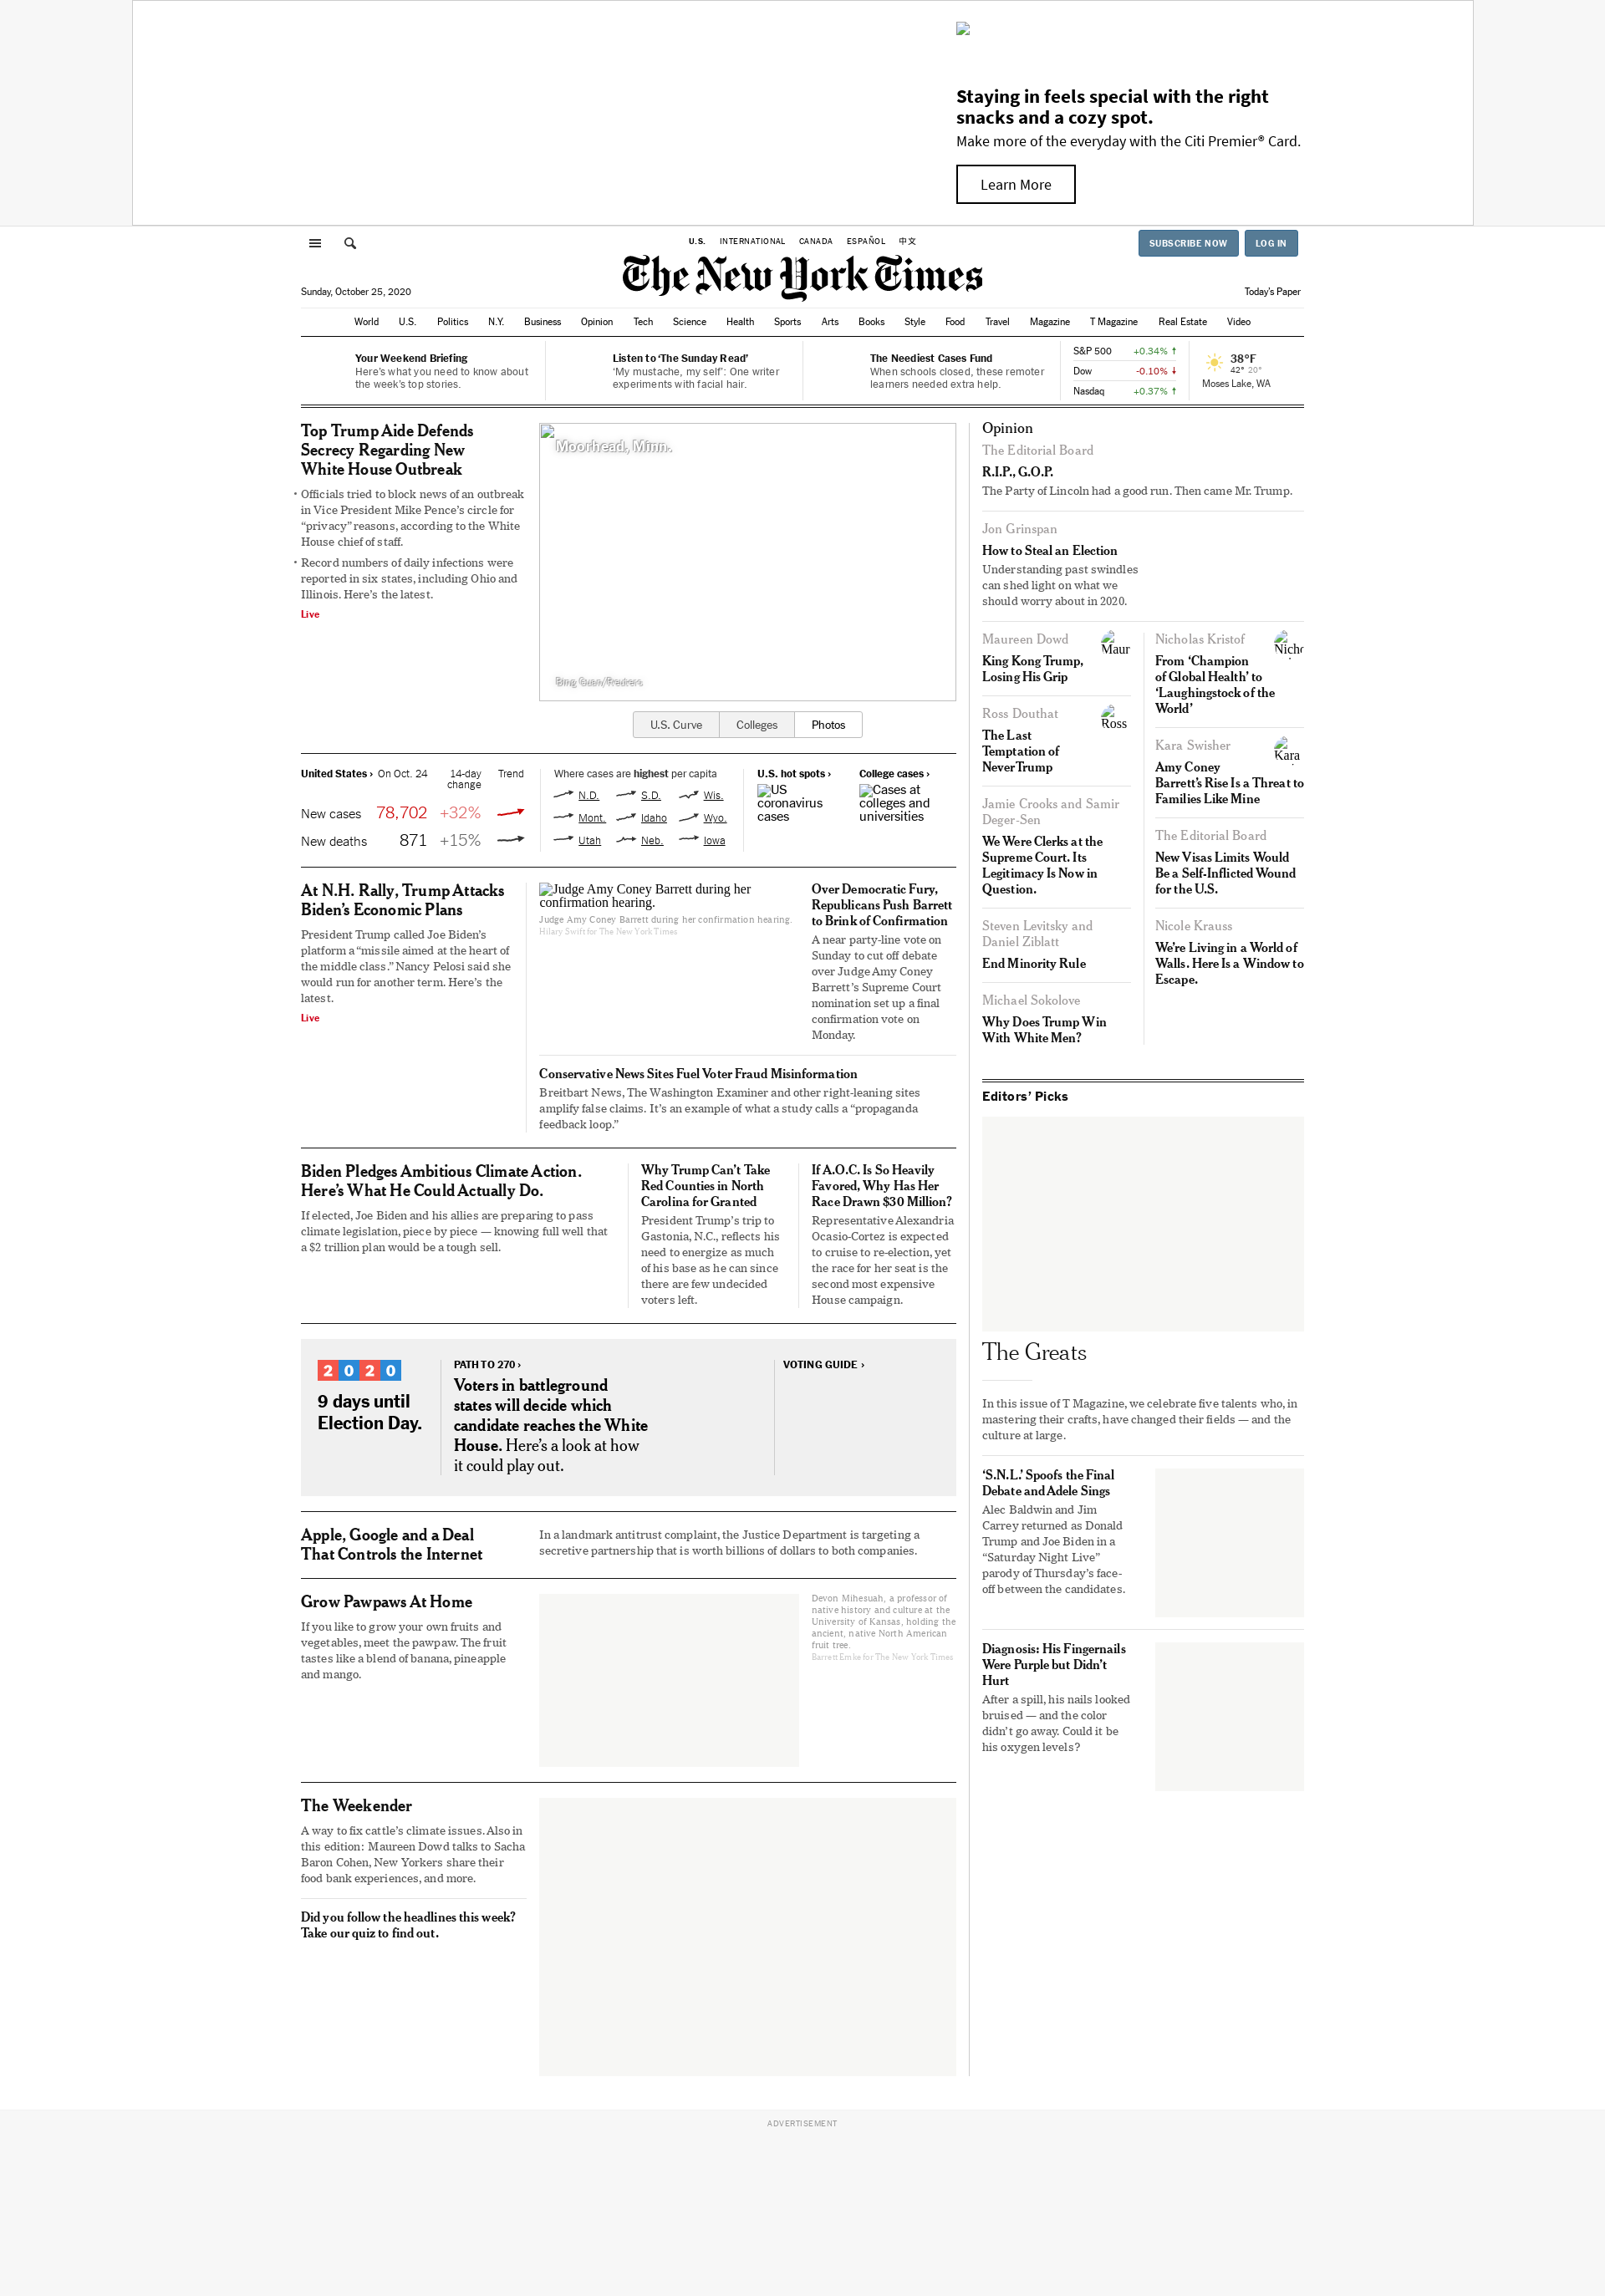 Staying in feels special with the right
snacks and a cozy spot.
Make more of the everyday with the Citi Premier® Card.
Learn More
U.S. INTERNATIONAL CANADA ESPAÑOL 中文
SUBSCRIBE NOW LOG IN
The New York Times
Sunday, October 25, 2020
Today's Paper
World U.S. Politics N.Y. Business Opinion Tech Science Health Sports Arts Books Style Food Travel Magazine T Magazine Real Estate Video
Your Weekend Briefing
Here's what you need to know about
the week's top stories.
Listen to ‘The Sunday Read’
‘My mustache, my self’: One writer
experiments with facial hair.
The Neediest Cases Fund
When schools closed, these remoter
learners needed extra help.
S&P 500 +0.34% ↑
Dow -0.10% ↓
Nasdaq +0.37% ↑
38°F
42° 20°
Moses Lake, WA
Top Trump Aide Defends
Secrecy Regarding New
White House Outbreak
• Officials tried to block news of an outbreak
in Vice President Mike Pence’s circle for
“privacy” reasons, according to the White
House chief of staff.
• Record numbers of daily infections were
reported in six states, including Ohio and
Illinois. Here’s the latest.
Live
Moorhead, Minn.
Bing Guan/Reuters
U.S. Curve Colleges Photos
United States › On Oct. 24 14-day Trend
change
New cases 78,702 +32%
New deaths 871 +15%
Where cases are highest per capita
N.D. S.D. Wis.
Mont. Idaho Wyo.
Utah Neb. Iowa
U.S. hot spots ›
US
coronavirus
cases
College cases ›
Cases at
colleges and
universities
At N.H. Rally, Trump Attacks
Biden’s Economic Plans
President Trump called Joe Biden’s
platform a “missile aimed at the heart of
the middle class.” Nancy Pelosi said she
would run for another term. Here’s the
latest.
Live
Judge Amy Coney Barrett during her
confirmation hearing.
Judge Amy Coney Barrett during her confirmation hearing.
Hilary Swift for The New York Times
Over Democratic Fury,
Republicans Push Barrett
to Brink of Confirmation
A near party-line vote on
Sunday to cut off debate
over Judge Amy Coney
Barrett’s Supreme Court
nomination set up a final
confirmation vote on
Monday.
Conservative News Sites Fuel Voter Fraud Misinformation
Breitbart News, The Washington Examiner and other right-leaning sites
amplify false claims. It’s an example of what a study calls a “propaganda
feedback loop.”
Biden Pledges Ambitious Climate Action.
Here’s What He Could Actually Do.
If elected, Joe Biden and his allies are preparing to pass
climate legislation, piece by piece — knowing full well that
a $2 trillion plan would be a tough sell.
Why Trump Can’t Take
Red Counties in North
Carolina for Granted
President Trump’s trip to
Gastonia, N.C., reflects his
need to energize as much
of his base as he can since
there are few undecided
voters left.
If A.O.C. Is So Heavily
Favored, Why Has Her
Race Drawn $30 Million?
Representative Alexandria
Ocasio-Cortez is expected
to cruise to re-election, yet
the race for her seat is the
second most expensive
House campaign.
2020
9 days until
Election Day.
PATH TO 270 ›
Voters in battleground
states will decide which
candidate reaches the White
House. Here’s a look at how
it could play out.
VOTING GUIDE ›
Apple, Google and a Deal
That Controls the Internet
In a landmark antitrust complaint, the Justice Department is targeting a
secretive partnership that is worth billions of dollars to both companies.
Grow Pawpaws At Home
If you like to grow your own fruits and
vegetables, meet the pawpaw. The fruit
tastes like a blend of banana, pineapple
and mango.
Devon Mihesuah, a professor of
native history and culture at the
University of Kansas, holding the
ancient, native North American
fruit tree.
Barrett Emke for The New York Times
The Weekender
A way to fix cattle’s climate issues. Also in
this edition: Maureen Dowd talks to Sacha
Baron Cohen, New Yorkers share their
food bank experiences, and more.
Did you follow the headlines this week?
Take our quiz to find out.
Opinion
The Editorial Board
R.I.P., G.O.P.
The Party of Lincoln had a good run. Then came Mr. Trump.
Jon Grinspan
How to Steal an Election
Understanding past swindles
can shed light on what we
should worry about in 2020.
Maureen Dowd
Maur
King Kong Trump,
Losing His Grip
Ross Douthat
Ross
The Last
Temptation of
NeverTrump
Jamie Crooks and Samir
Deger-Sen
We Were Clerks at the
Supreme Court. Its
Legitimacy Is Now in
Question.
Steven Levitsky and
Daniel Ziblatt
End Minority Rule
Michael Sokolove
Why Does Trump Win
With White Men?
Nicholas Kristof
Nicho
From ‘Champion
of Global Health’ to
‘Laughingstock of the
World’
Kara Swisher
Kara
Amy Coney
Barrett’s Rise Is a Threat to
Families Like Mine
The Editorial Board
New Visas Limits Would
Be a Self-Inflicted Wound
for the U.S.
Nicole Krauss
We’re Living in a World of
Walls. Here Is a Window to
Escape.
Editors’ Picks
The Greats
In this issue of T Magazine, we celebrate five talents who, in
mastering their crafts, have changed their fields — and the
culture at large.
‘S.N.L.’ Spoofs the Final
Debate and Adele Sings
Alec Baldwin and Jim
Carrey returned as Donald
Trump and Joe Biden in a
“Saturday Night Live”
parody of Thursday’s face-
off between the candidates.
Diagnosis: His Fingernails
Were Purple but Didn’t
Hurt
After a spill, his nails looked
bruised — and the color
didn’t go away. Could it be
his oxygen levels?
ADVERTISEMENT